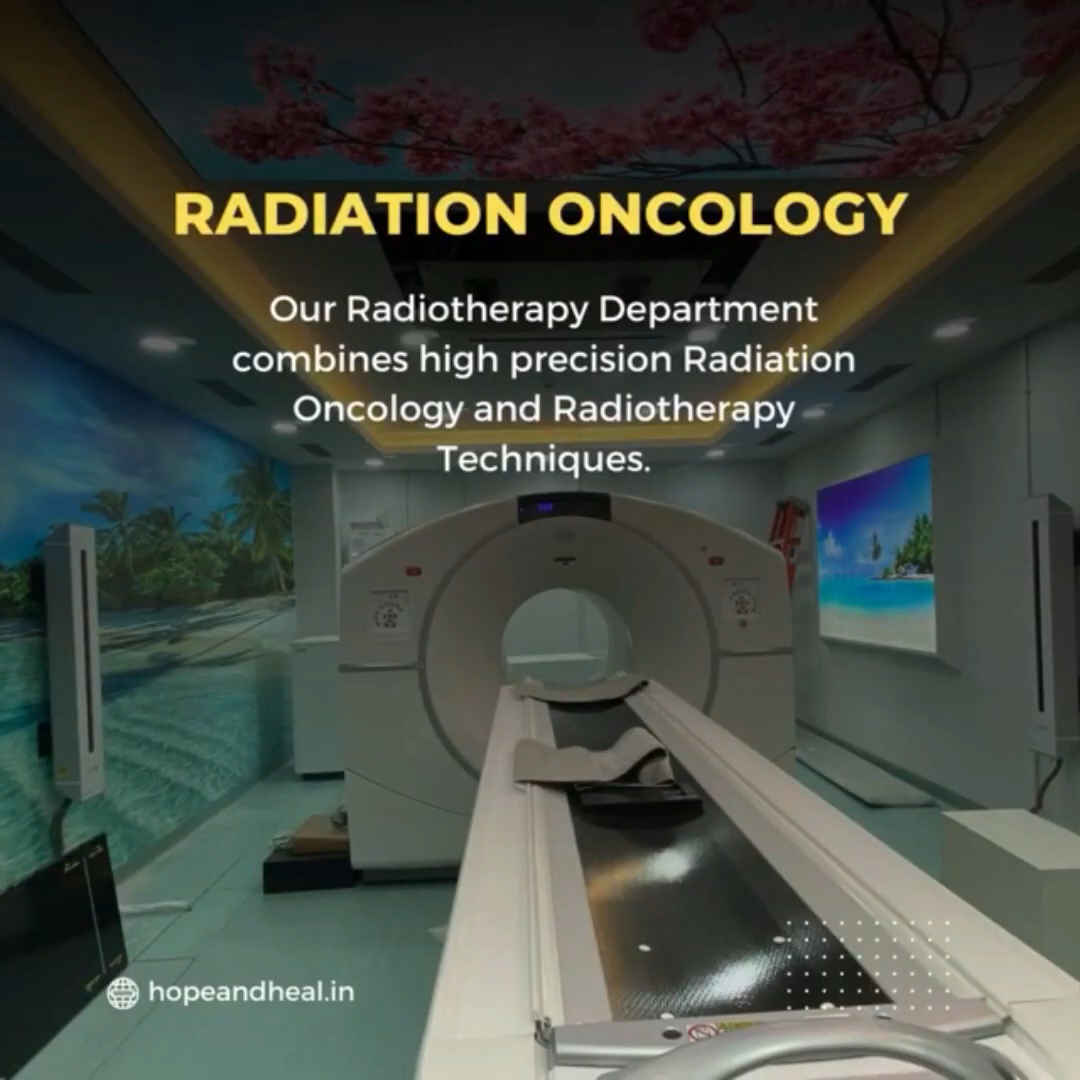 RADIATION ONCOLOGY
Our Radiotherapy Department
combines high precision Radiation
Oncology and Radiotherapy
Techniques.
hopeandheal.in